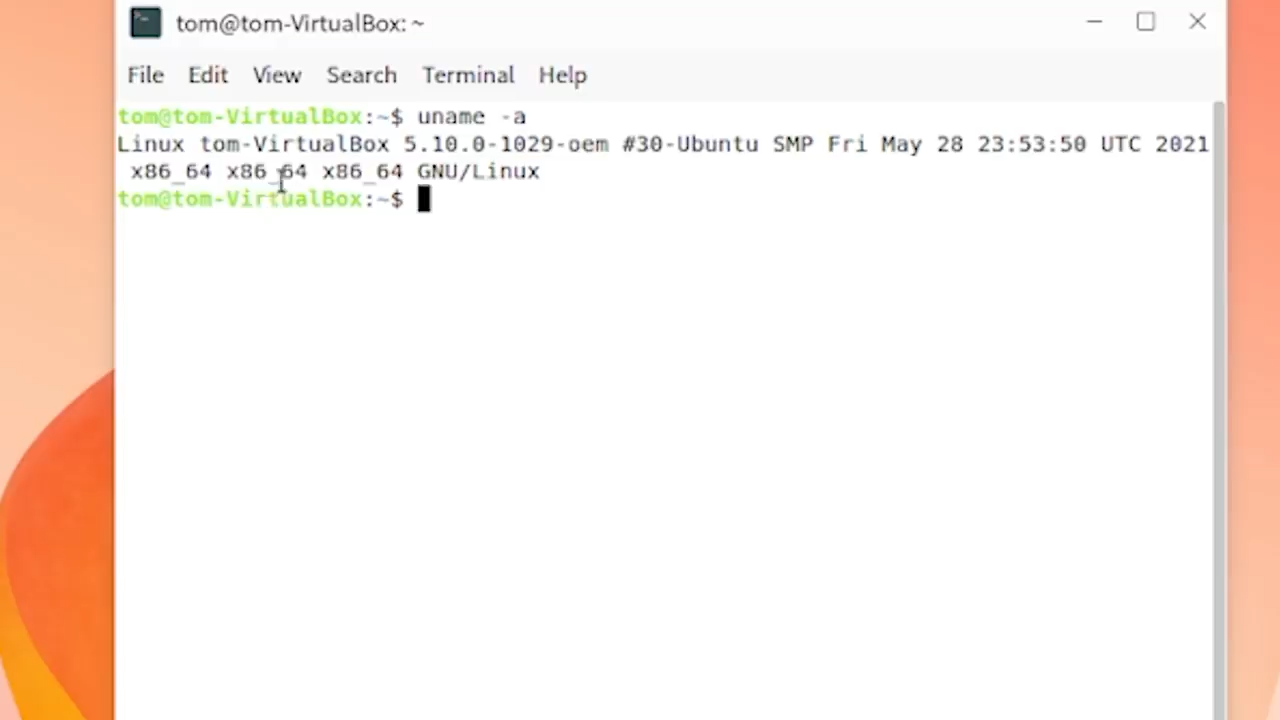 tom@tom-VirtualBox: ~
File Edit View Search Terminal Help
tom@tom-VirtualBox:~$ uname -a
Linux tom-VirtualBox 5.10.0-1029-oem #30-Ubuntu SMP Fri May 28 23:53:50 UTC 2021
x86_64 x86_64 x86_64 GNU/Linux
tom@tom-VirtualBox:~$